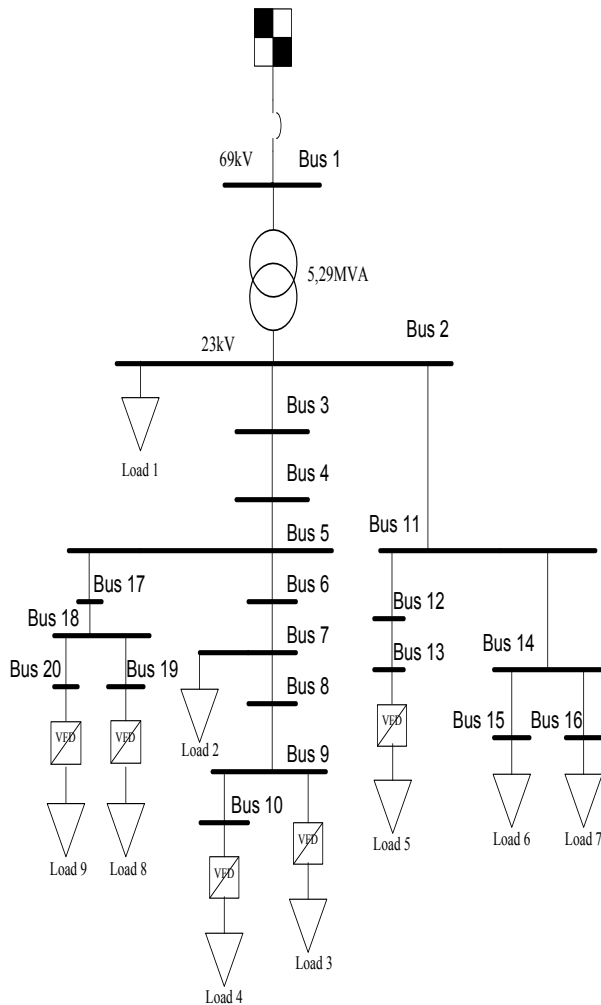 69kV
Bus 1
5,29MVA
Bus 2
23kV
Bus 3
Load 1
Bus 4
Bus 5
Bus 11
Bus 17
Bus 6
Bus 12
Bus 18
Bus 7
Bus 13
Bus 14
Bus 20
Bus 19
Bus 8
Bus 15
Bus 16
VFD
VFD
VFD
Load 2
Bus 9
Bus 10
Load 5
Load 6
Load 7
VFD
VFD
Load 9
Load 8
Load 3
Load 4